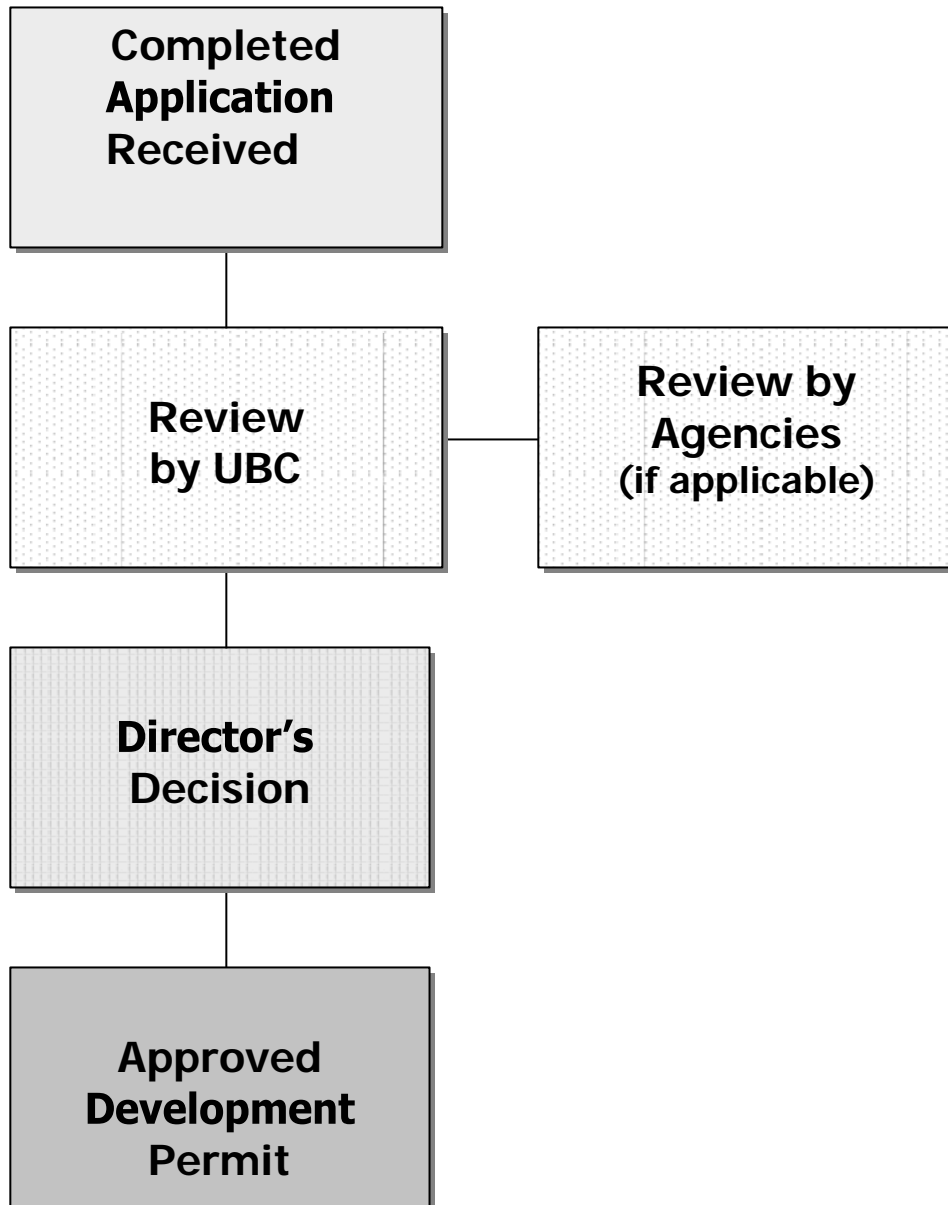 Completed
Application
Received
Review
by UBC
Review by
Agencies
(if applicable)
Director’s
Decision
Approved
Development
Permit